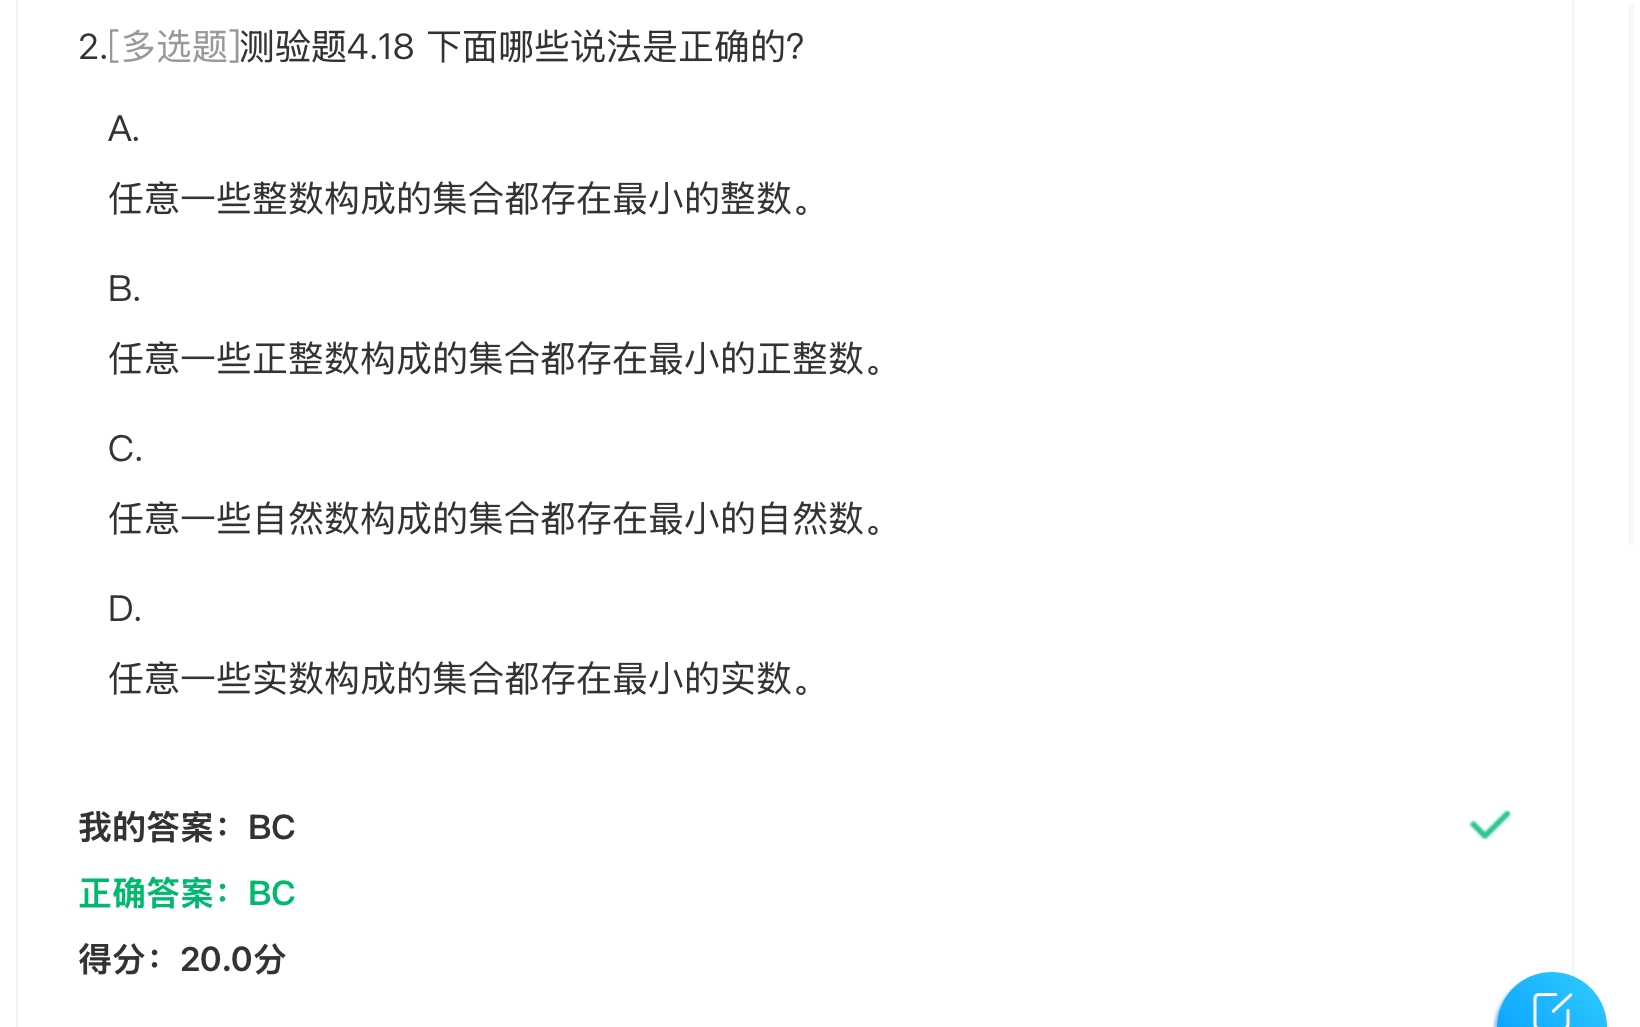 2.[多选题]测验题4.18 下面哪些说法是正确的?
A.
任意一些整数构成的集合都存在最小的整数。
B.
任意一些正整数构成的集合都存在最小的正整数。
C.
任意一些自然数构成的集合都存在最小的自然数。
D.
任意一些实数构成的集合都存在最小的实数。
我的答案：BC
正确答案：BC
得分：20.0分